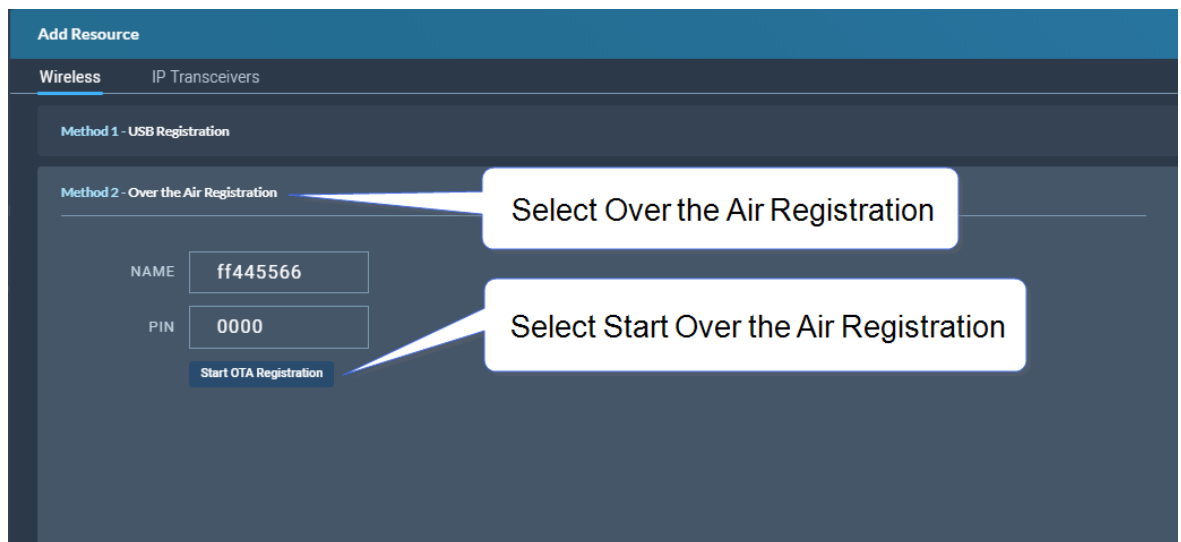 Add Resource
Wireless IP Transceivers
Method 1 - USB Registration
Method 2 - Over the Air Registration
Select Over the Air Registration
NAME ff445566
PIN 0000
Select Start Over the Air Registration
Start OTA Registration